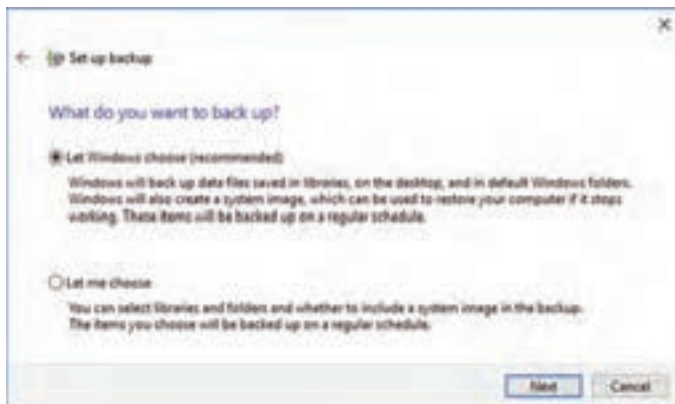 Set up backup
What do you want to back up?
Let Windows choose (recommended)
Windows will back up data files saved in libraries, on the desktop, and in default Windows folders.
Windows will also create a system image, which can be used to restore your computer if it stops
working. These items will be backed up on a regular schedule.
Let me choose
You can select libraries and folders and whether to include a system image in the backup.
The items you choose will be backed up on a regular schedule.
Next Cancel